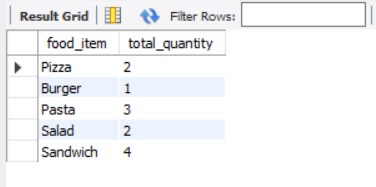 Result Grid Filter Rows:
food_item total_quantity
Pizza 2
Burger 1
Pasta 3
Salad 2
Sandwich 4